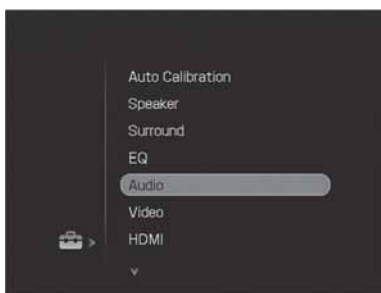 Auto Calibration
Speaker
Surround
EQ
Audio
Video
HDMI